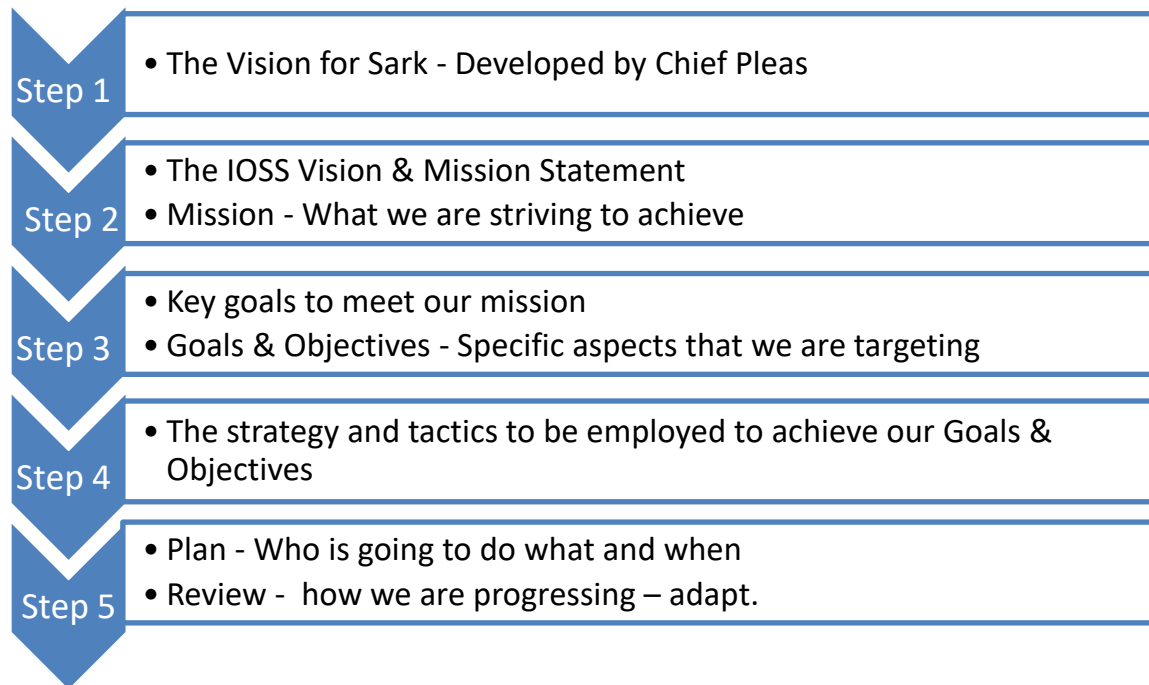 Step 1
• The Vision for Sark - Developed by Chief Pleas
Step 2
• The IOSS Vision & Mission Statement
• Mission - What we are striving to achieve
Step 3
• Key goals to meet our mission
• Goals & Objectives - Specific aspects that we are targeting
Step 4
• The strategy and tactics to be employed to achieve our Goals &
Objectives
Step 5
• Plan - Who is going to do what and when
• Review -  how we are progressing – adapt.